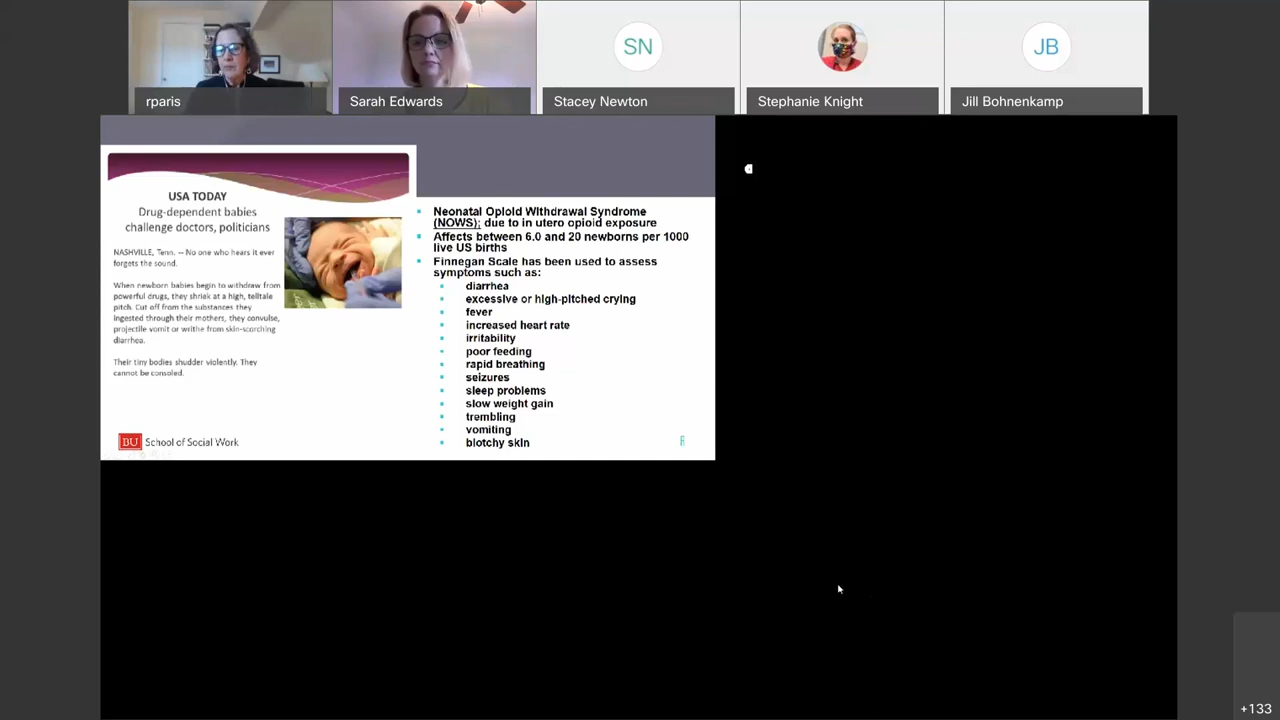 SN
JB
rparis
Sarah Edwards
Stacey Newton
Stephanie Knight
Jill Bohnenkamp
USA TODAY
Drug-dependent babies
challenge doctors, politicians
NASHVILLE, Tenn. -- No one who hears it ever
forgets the sound.
When newborn babies begin to withdraw from
powerful drugs, they shriek at a high, telltale
pitch. Cut off from the substances they
ingested through their mothers, they convulse,
projectile vomit or writhe from skin-scorching
diarrhea.
Their tiny bodies shudder violently. They
cannot be consoled.
BU School of Social Work
Neonatal Opioid Withdrawal Syndrome
(NOWS); due to in utero opioid exposure
Affects between 6.0 and 20 newborns per 1000
live US births
Finnegan Scale has been used to assess
symptoms such as:
diarrhea
excessive or high-pitched crying
fever
increased heart rate
irritability
poor feeding
rapid breathing
seizures
sleep problems
slow weight gain
trembling
vomiting
blotchy skin
+133